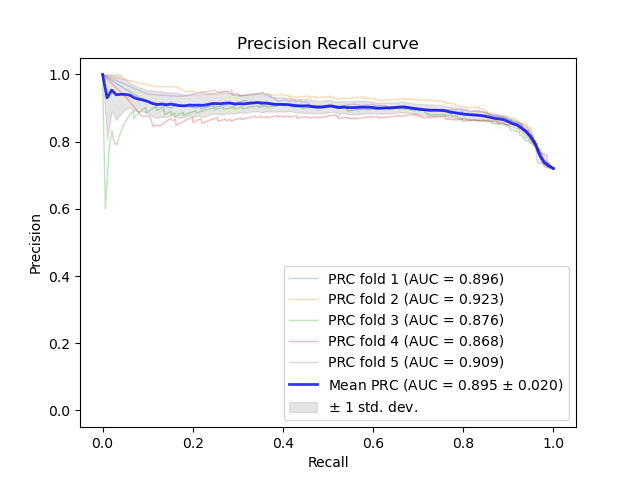 Precision Recall curve
1.0
0.8
0.6
0.4
0.2
0.0
Precision
PRC fold 1 (AUC = 0.896)
PRC fold 2 (AUC = 0.923)
PRC fold 3 (AUC = 0.876)
PRC fold 4 (AUC = 0.868)
PRC fold 5 (AUC = 0.909)
Mean PRC (AUC = 0.895 ± 0.020)
± 1 std. dev.
0.0 0.2 0.4 0.6 0.8 1.0
Recall